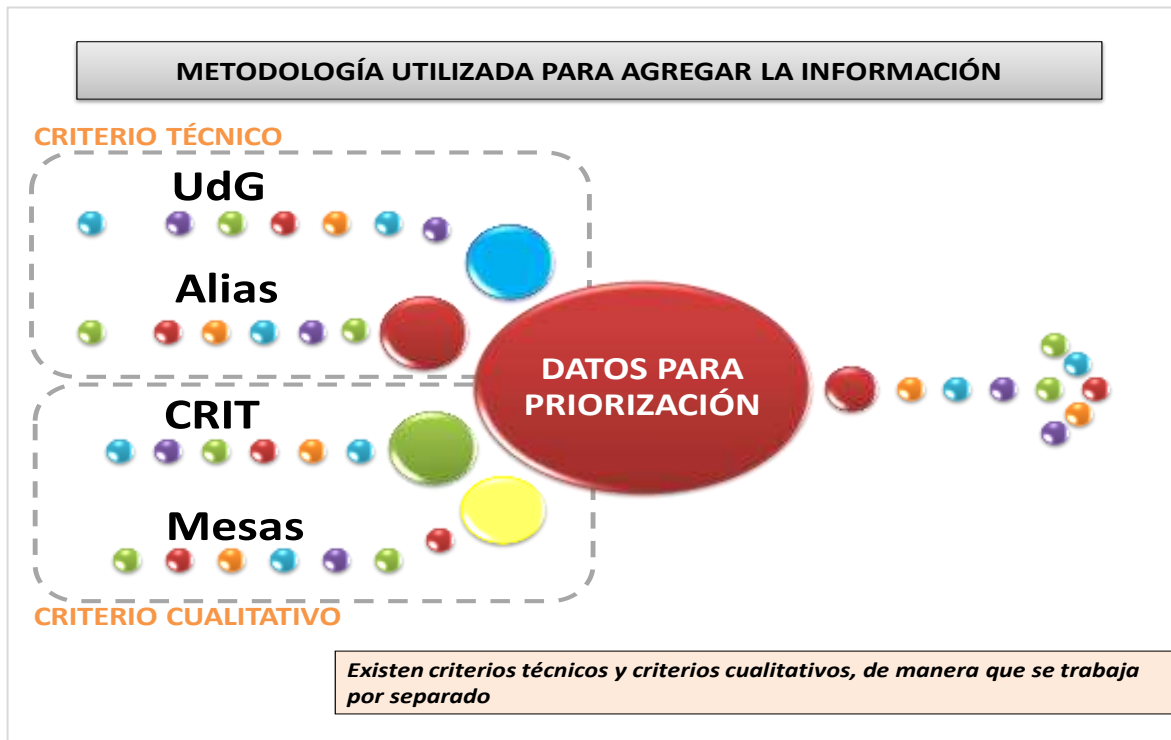 METODOLOGÍA UTILIZADA PARA AGREGAR LA INFORMACIÓN
CRITERIO TÉCNICO
UdG
Alias
CRIT
Mesas
CRITERIO CUALITATIVO
DATOS PARA
PRIORIZACIÓN
Existen criterios técnicos y criterios cualitativos, de manera que se trabaja
por separado